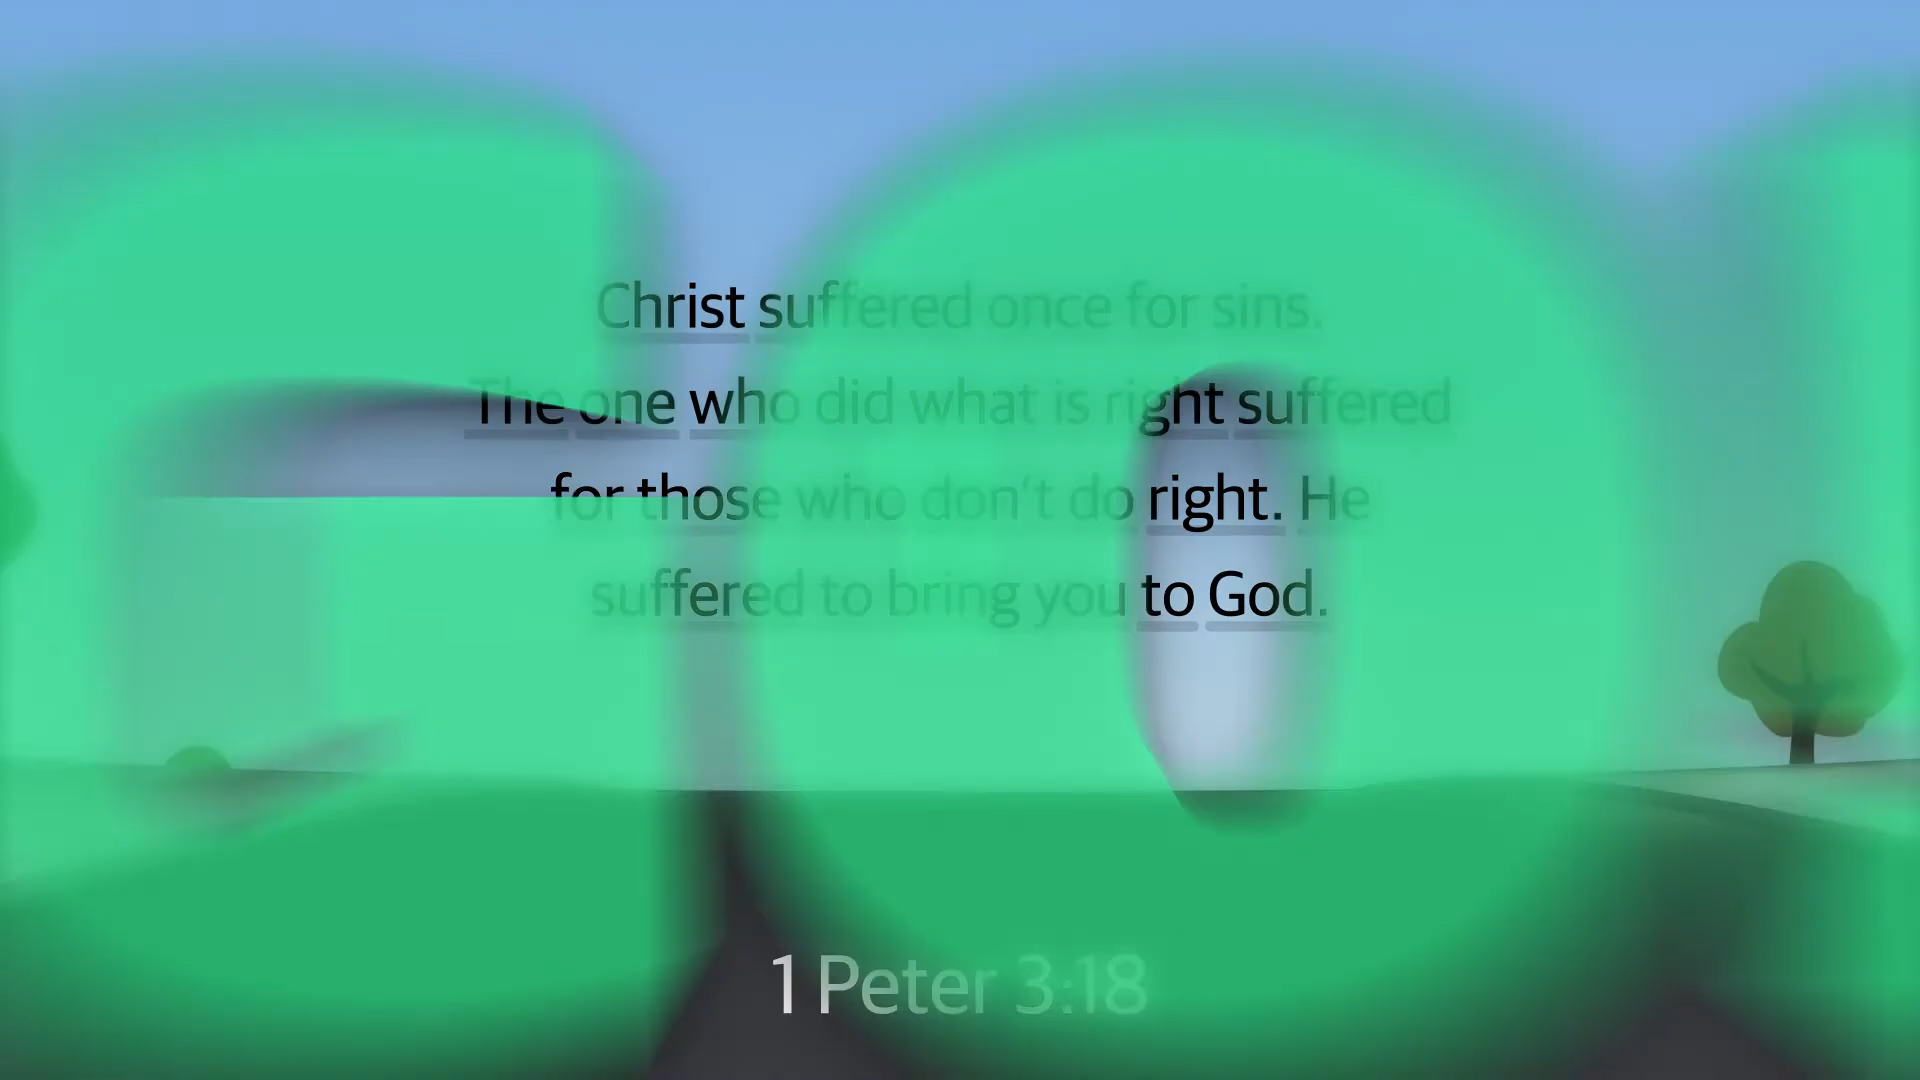 Christ suffered once for sins.
The one who did what is right suffered
for those who don't do right. He
suffered to bring you to God.
1 Peter 3:18